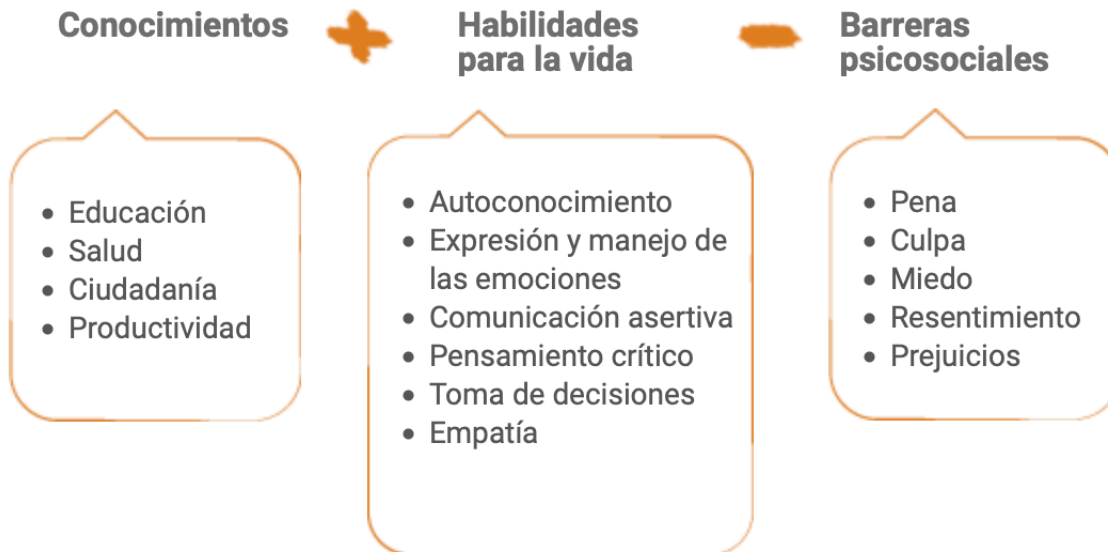 Conocimientos
Habilidades
para la vida
Barreras
psicosociales
• Educación
• Salud
• Ciudadanía
• Productividad
• Autoconocimiento
• Expresión y manejo de
las emociones
• Comunicación asertiva
• Pensamiento crítico
• Toma de decisiones
• Empatía
• Pena
• Culpa
• Miedo
• Resentimiento
• Prejuicios